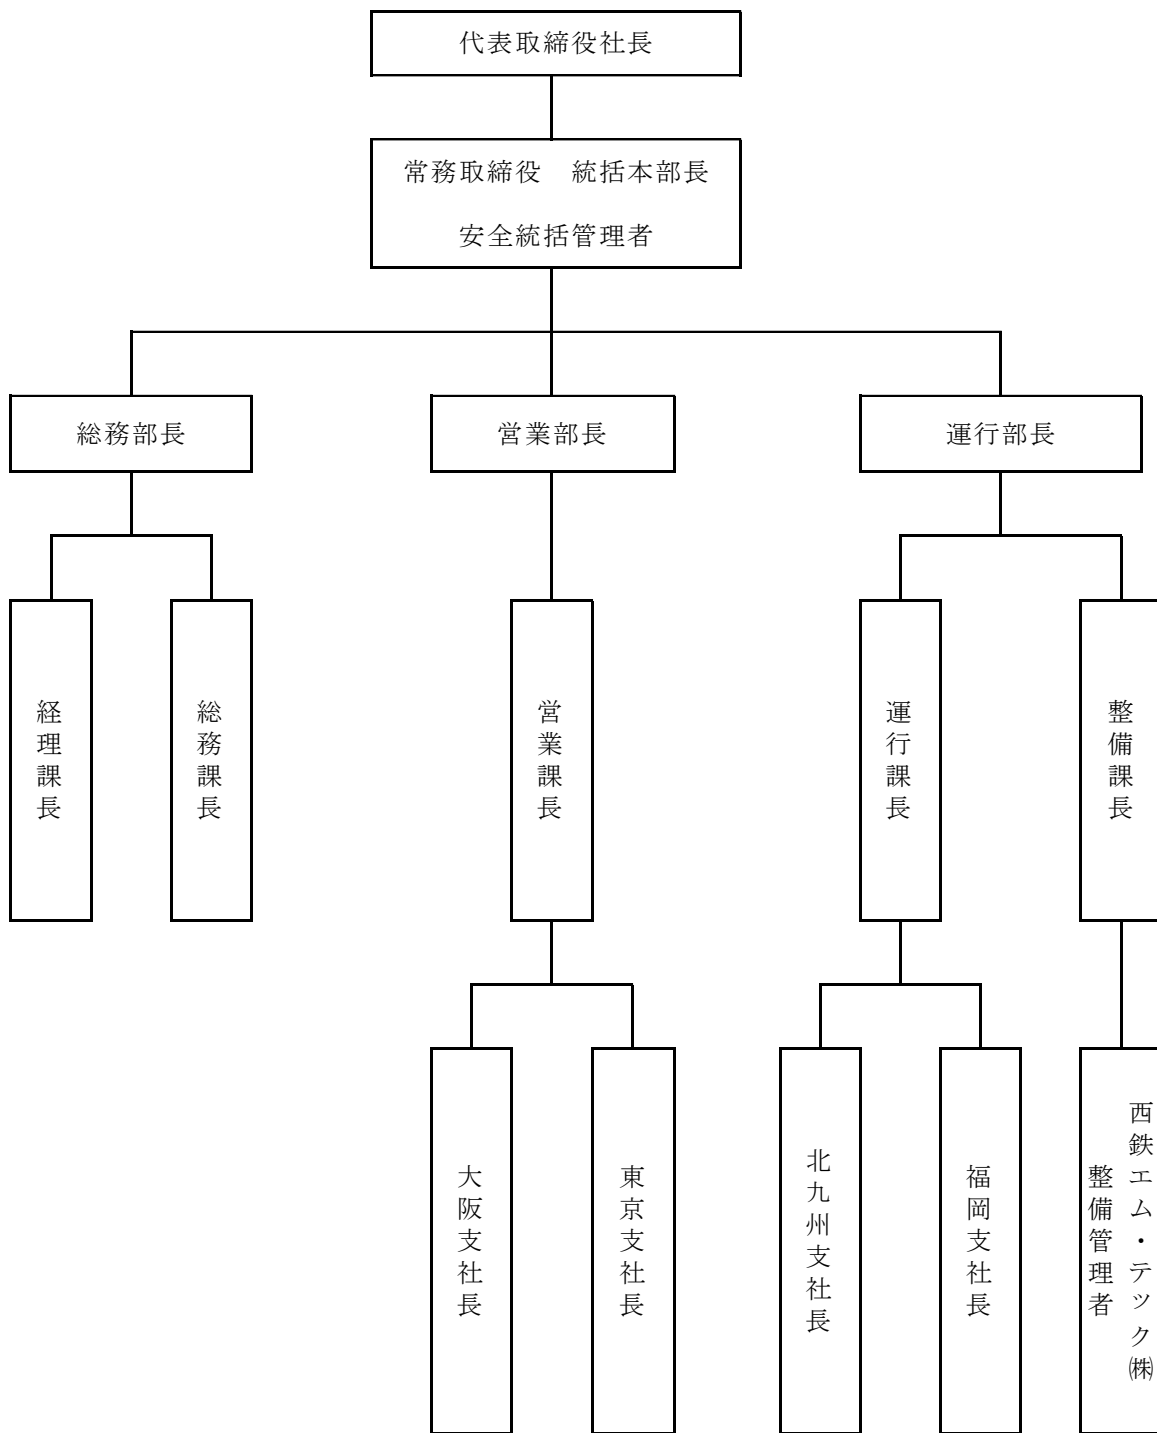 代表取締役社長
常務取締役　統括本部長
安全統括管理者
総務部長
営業部長
運行部長
経理課長
総務課長
営業課長
運行課長
整備課長
大阪支社長
東京支社長
北九州支社長
福岡支社長
西鉄エム・テック㈱
整備管理者